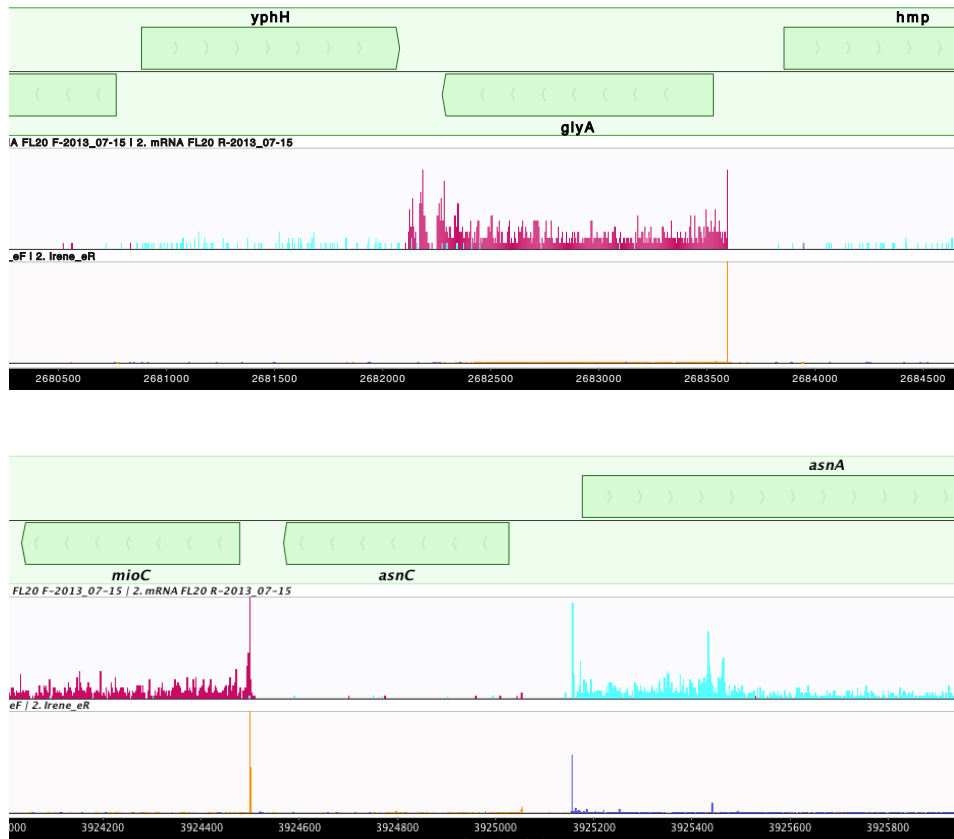 yphH hmp
glyA
A FL20 F-2013_07-15 | 2. mRNA FL20 R-2013_07-15
_eF | 2. Irene_eR
2680500 2681000 2681500 2682000 2682500 2683000 2683500 2684000 2684500
asnA
mioC asnC
FL20 F-2013_07-15 | 2. mRNA FL20 R-2013_07-15
eF | 2. Irene_eR
000 3924200 3924400 3924600 3924800 3925000 3925200 3925400 3925600 3925800